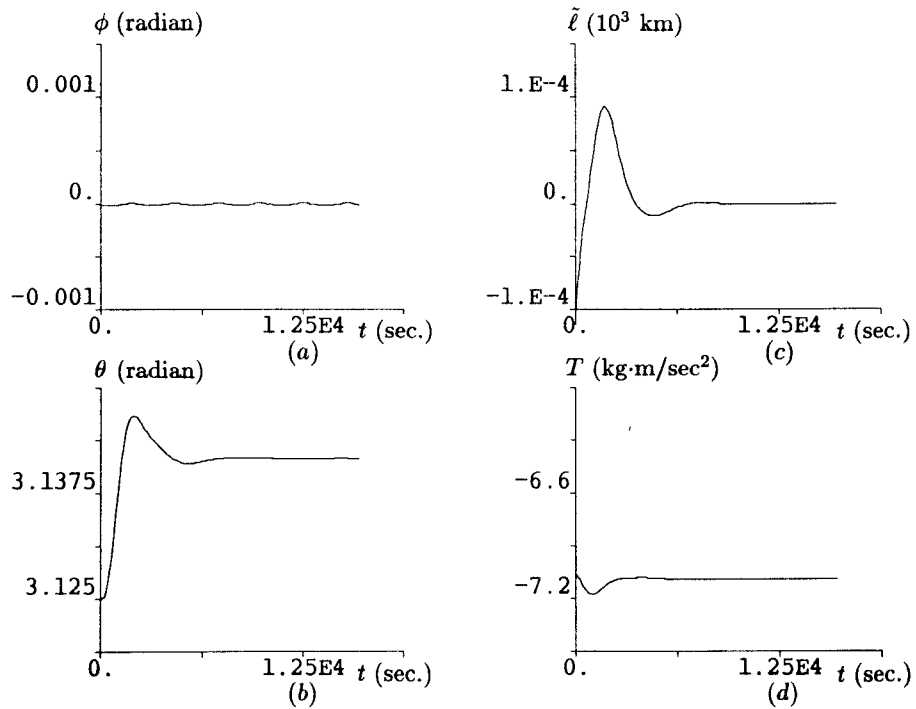 ϕ (radian)
0.001
0.
-0.001
0.
1.25E4
t (sec.)
(a)
ℓ̃ (10³ km)
1.E-4
0.
-1.E-4
0.
1.25E4
t (sec.)
(c)
θ (radian)
3.1375
3.125
0.
1.25E4
t (sec.)
(b)
T (kg·m/sec²)
-6.6
-7.2
0.
1.25E4
t (sec.)
(d)